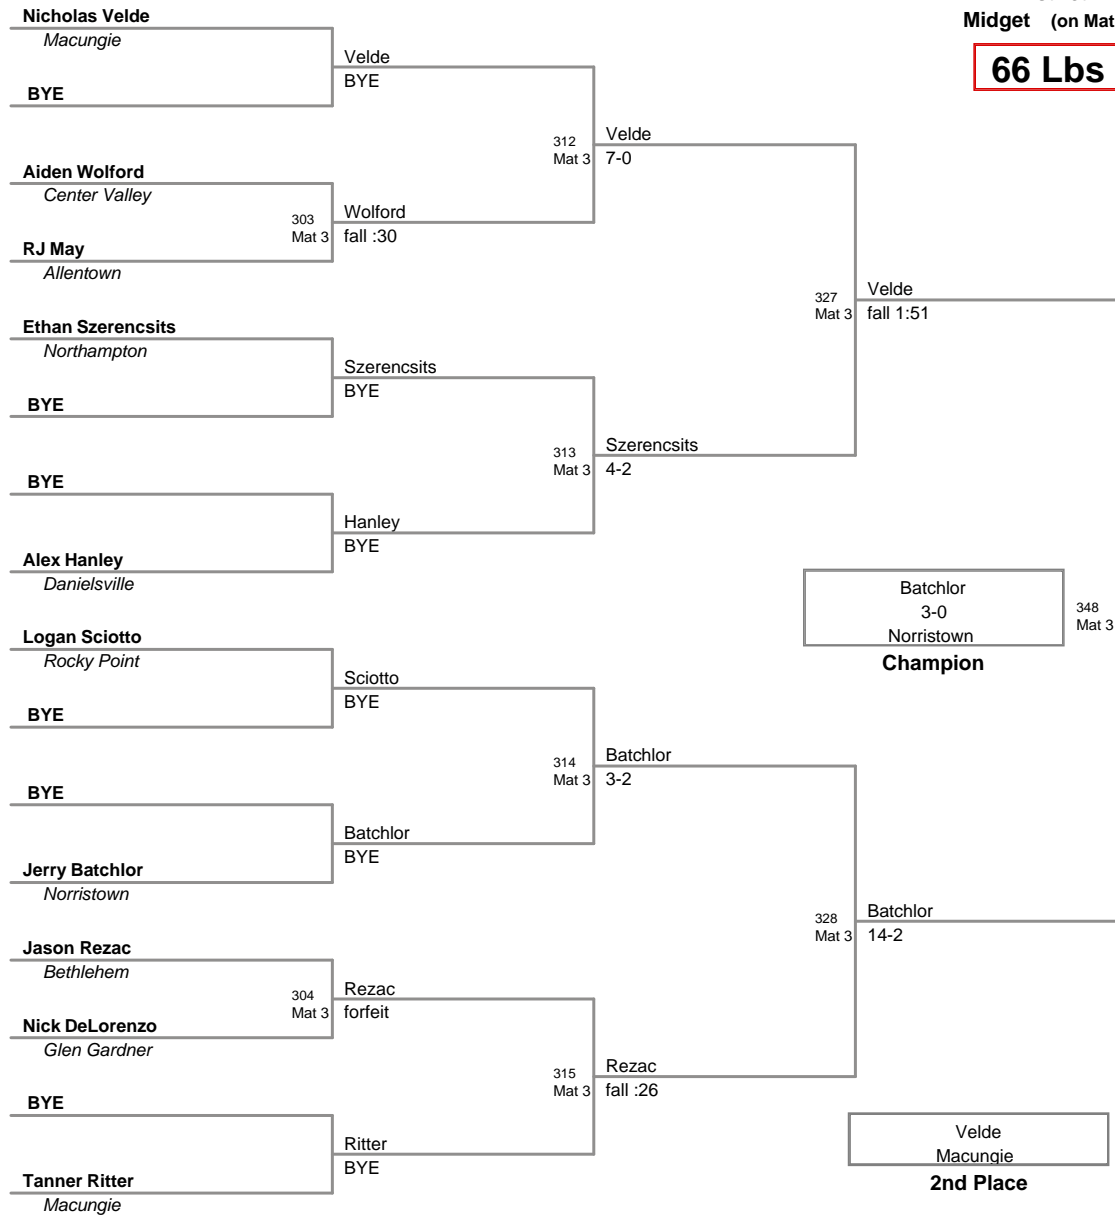 Midget (on Mat
66 Lbs
Nicholas Velde
Macungie
Velde
BYE
BYE
312
Mat 3
Velde
7-0
Aiden Wolford
Center Valley
303
Mat 3
Wolford
fall :30
RJ May
Allentown
327
Mat 3
Velde
fall 1:51
Ethan Szerencsits
Northampton
Szerencsits
BYE
BYE
313
Mat 3
Szerencsits
4-2
BYE
Hanley
BYE
Alex Hanley
Danielsville
Batchlor
3-0
Norristown
Champion
348
Mat 3
Logan Sciotto
Rocky Point
Sciotto
BYE
BYE
314
Mat 3
Batchlor
3-2
BYE
Batchlor
BYE
Jerry Batchlor
Norristown
328
Mat 3
Batchlor
14-2
Jason Rezac
Bethlehem
304
Mat 3
Rezac
forfeit
Nick DeLorenzo
Glen Gardner
315
Mat 3
Rezac
fall :26
BYE
Ritter
BYE
Tanner Ritter
Macungie
Velde
Macungie
2nd Place